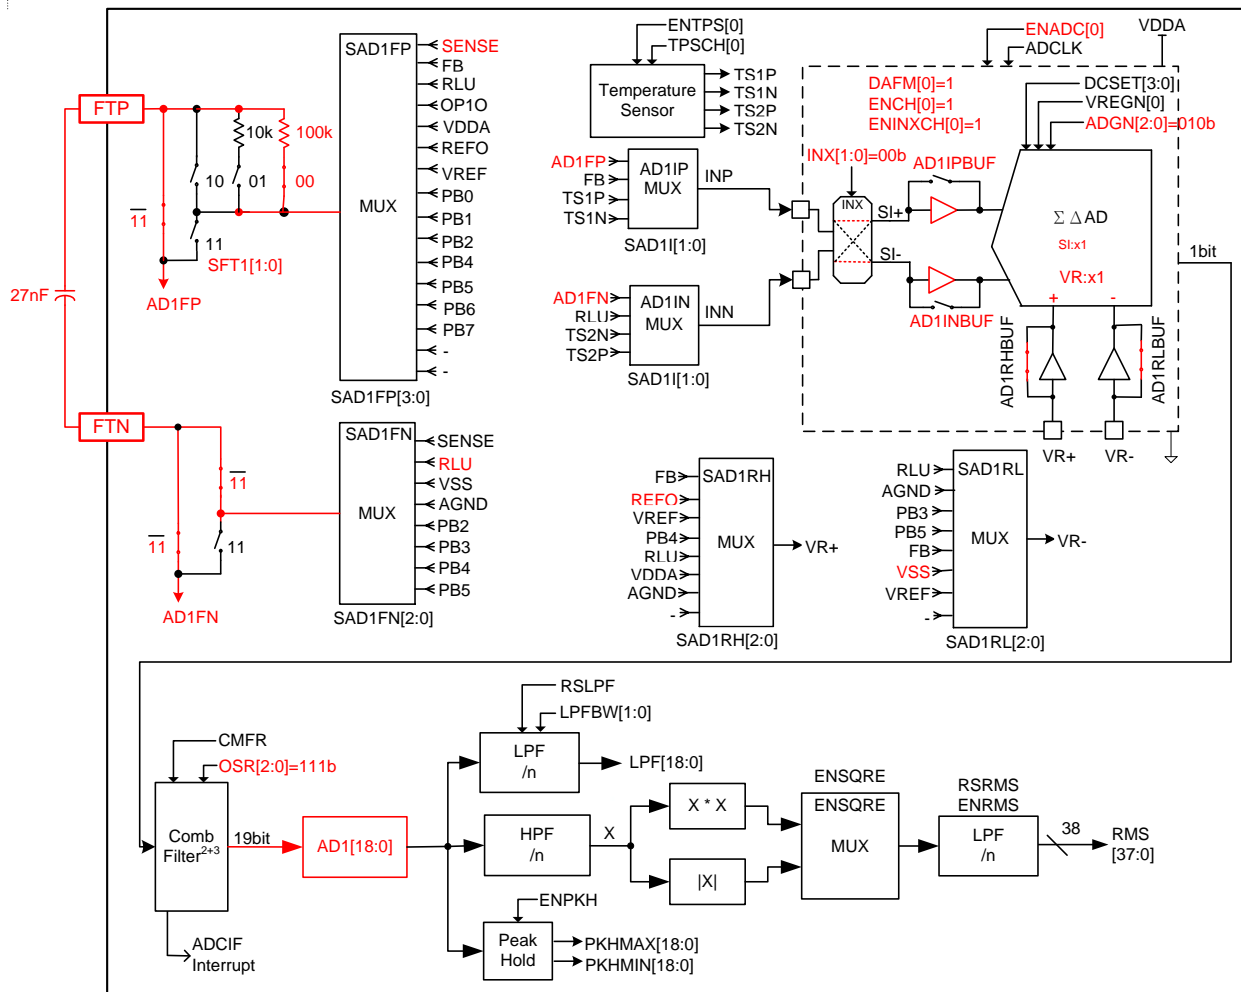 ENTPS[0]
TPSCH[0]
ENADC[0]
ADCLK
VDDA
SAD1FP
SENSE
FB
RLU
OP1O
VDDA
REFO
VREF
PB0
PB1
PB2
PB4
PB5
PB6
PB7
-
-
MUX
SAD1FP[3:0]
FTP
10k
100k
10
01
00
11
11
SFT1[1:0]
AD1FP
27nF
FTN
11
11
11
AD1FN
SAD1FN
SENSE
RLU
VSS
AGND
PB2
PB3
PB4
PB5
MUX
SAD1FN[2:0]
Temperature
Sensor
TS1P
TS1N
TS2P
TS2N
AD1FP
FB
TS1P
TS1N
AD1IP
MUX
INP
SAD1I[1:0]
AD1FN
RLU
TS2N
TS2P
AD1IN
MUX
INN
SAD1I[1:0]
DAFM[0]=1
ENCH[0]=1
ENINXCH[0]=1
DCSET[3:0]
VREGN[0]
ADGN[2:0]=010b
INX[1:0]=00b
AD1IPBUF
INX
SI+
SI-
AD1INBUF
Σ Δ AD
SI:x1
VR:x1
+ -
1bit
AD1RHBUF
AD1RLBUF
VR+
VR-
FB
REFO
VREF
PB4
RLU
VDDA
AGND
-
SAD1RH
MUX
VR+
SAD1RH[2:0]
RLU
AGND
PB3
PB5
FB
VSS
VREF
-
SAD1RL
MUX
VR-
SAD1RL[2:0]
CMFR
OSR[2:0]=111b
Comb
Filter2+3
19bit
ADCIF
Interrupt
AD1[18:0]
RSLPF
LPFBW[1:0]
LPF
/n
LPF[18:0]
HPF
/n
X
X * X
|X|
ENPKH
Peak
Hold
PKHMAX[18:0]
PKHMIN[18:0]
ENSQRE
ENSQRE
MUX
RSRMS
ENRMS
LPF
/n
38
RMS
[37:0]